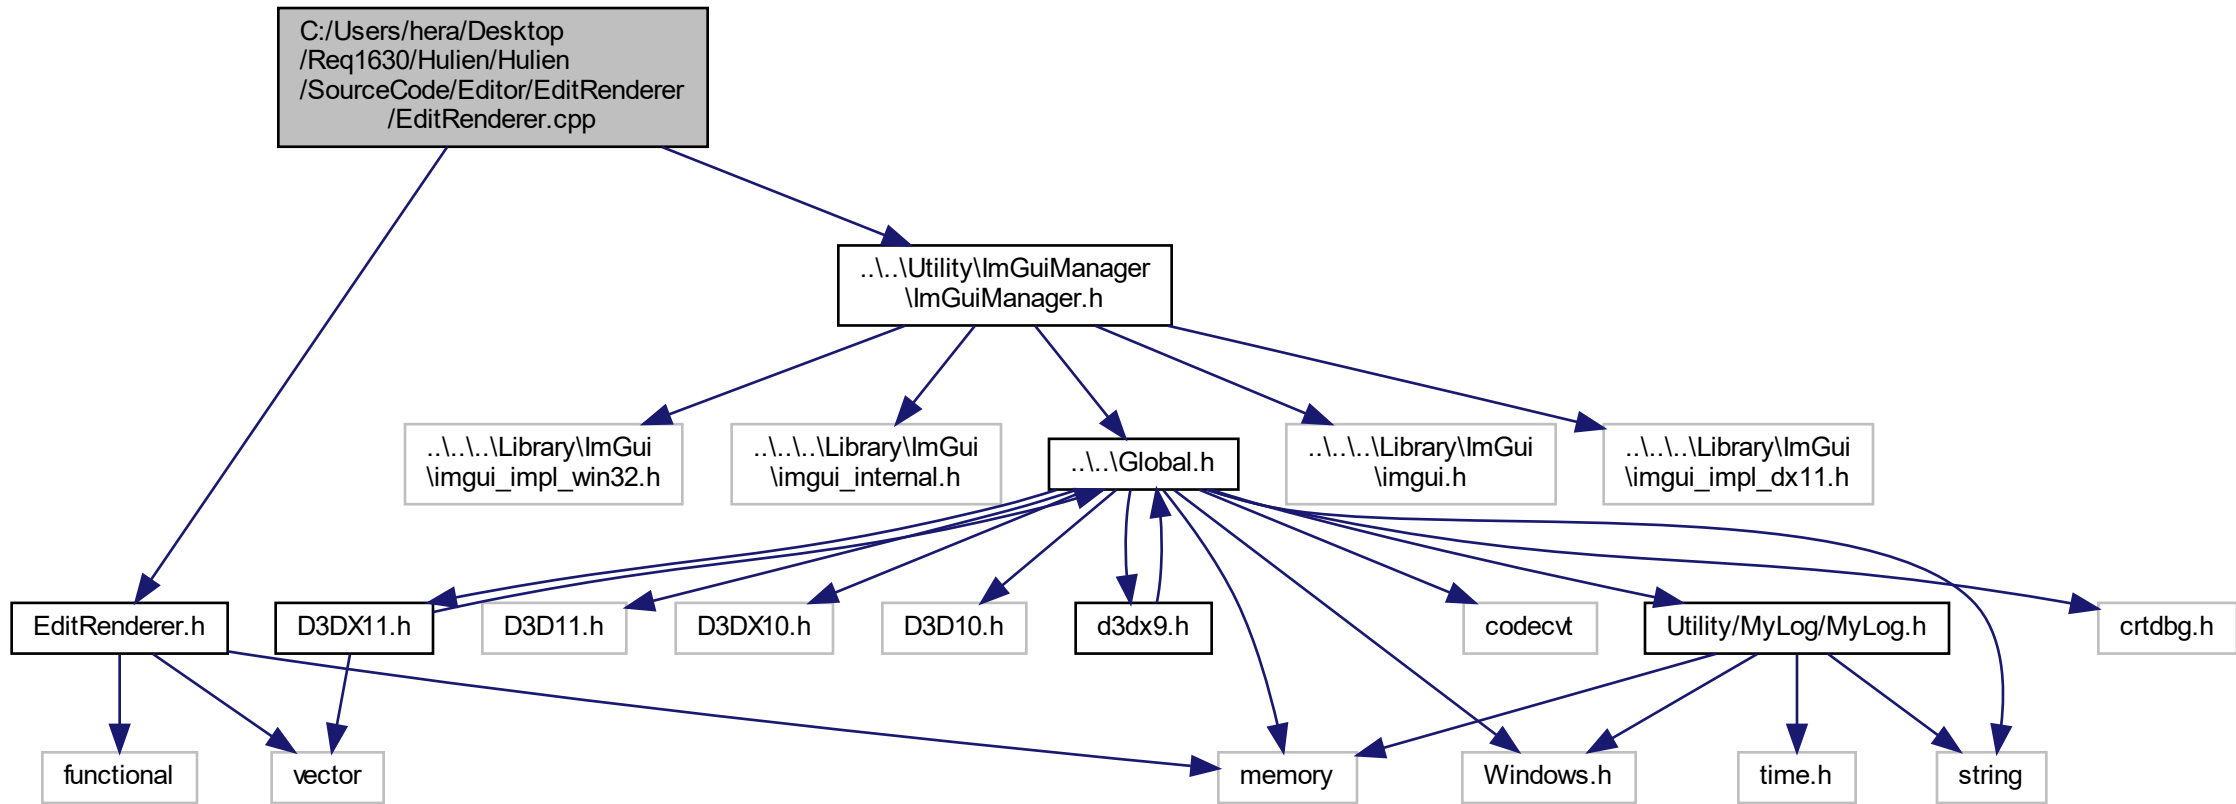 C:/Users/hera/Desktop
/Req1630/Hulien/Hulien
/SourceCode/Editor/EditRenderer
/EditRenderer.cpp
..\..\Utility\ImGuiManager
\ImGuiManager.h
..\..\..\Library\ImGui
\imgui_impl_win32.h
..\..\..\Library\ImGui
\imgui_internal.h
..\..\Global.h
..\..\..\Library\ImGui
\imgui.h
..\..\..\Library\ImGui
\imgui_impl_dx11.h
EditRenderer.h
D3DX11.h
D3D11.h
D3DX10.h
D3D10.h
d3dx9.h
codecvt
Utility/MyLog/MyLog.h
crtdbg.h
functional
vector
memory
Windows.h
time.h
string